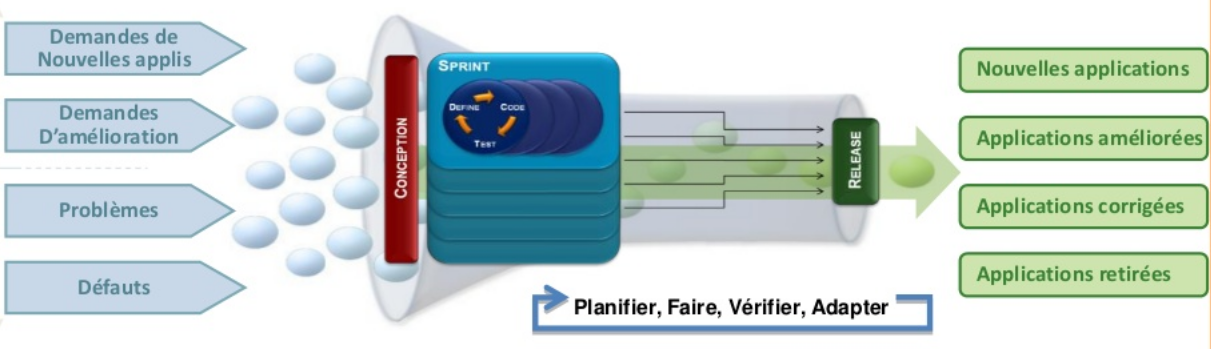 Demandes de
Nouvelles applis
Demandes
D'amélioration
Problèmes
Défauts
CONCEPTION
SPRINT
DEFINE
CODE
TEST
RELEASE
Planifier, Faire, Vérifier, Adapter
Nouvelles applications
Applications améliorées
Applications corrigées
Applications retirées